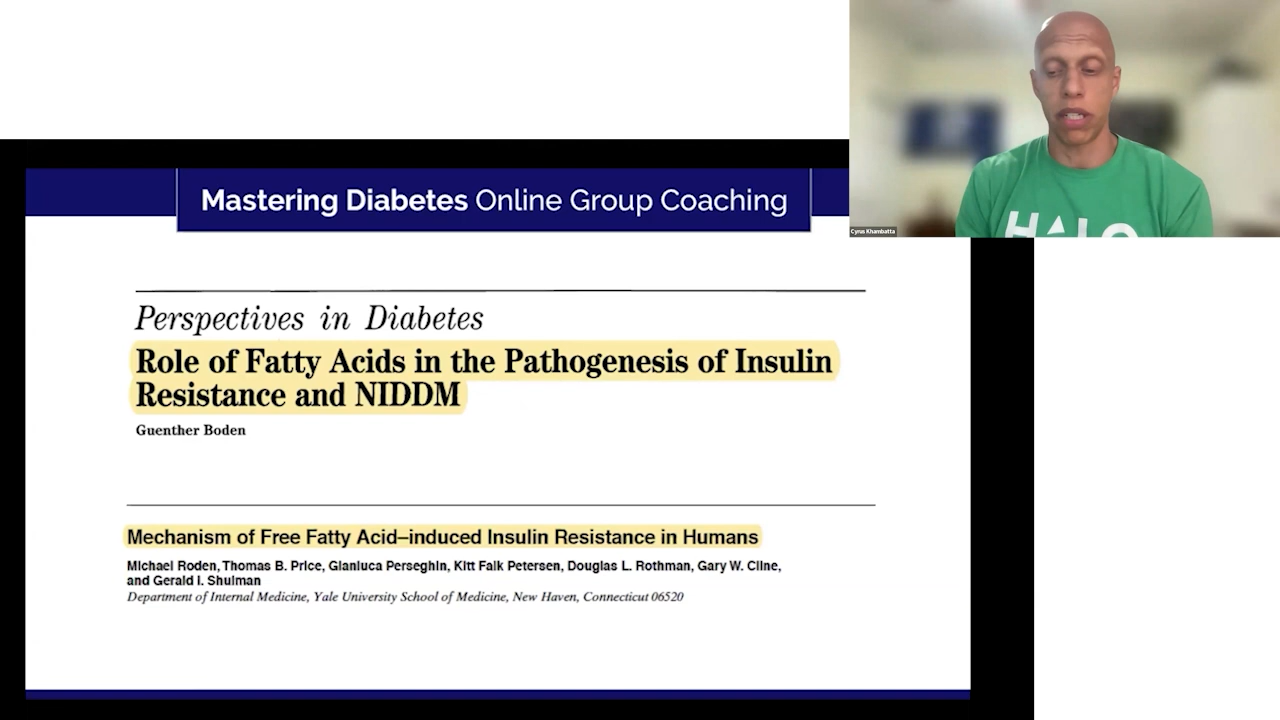 Mastering Diabetes Online Group Coaching
Cyrus Khambatta
HALO
Perspectives in Diabetes
Role of Fatty Acids in the Pathogenesis of Insulin
Resistance and NIDDM
Guenther Boden
Mechanism of Free Fatty Acid–induced Insulin Resistance in Humans
Michael Roden, Thomas B. Price, Gianluca Perseghin, Kitt Falk Petersen, Douglas L. Rothman, Gary W. Cline,
and Gerald I. Shulman
Department of Internal Medicine, Yale University School of Medicine, New Haven, Connecticut 06520